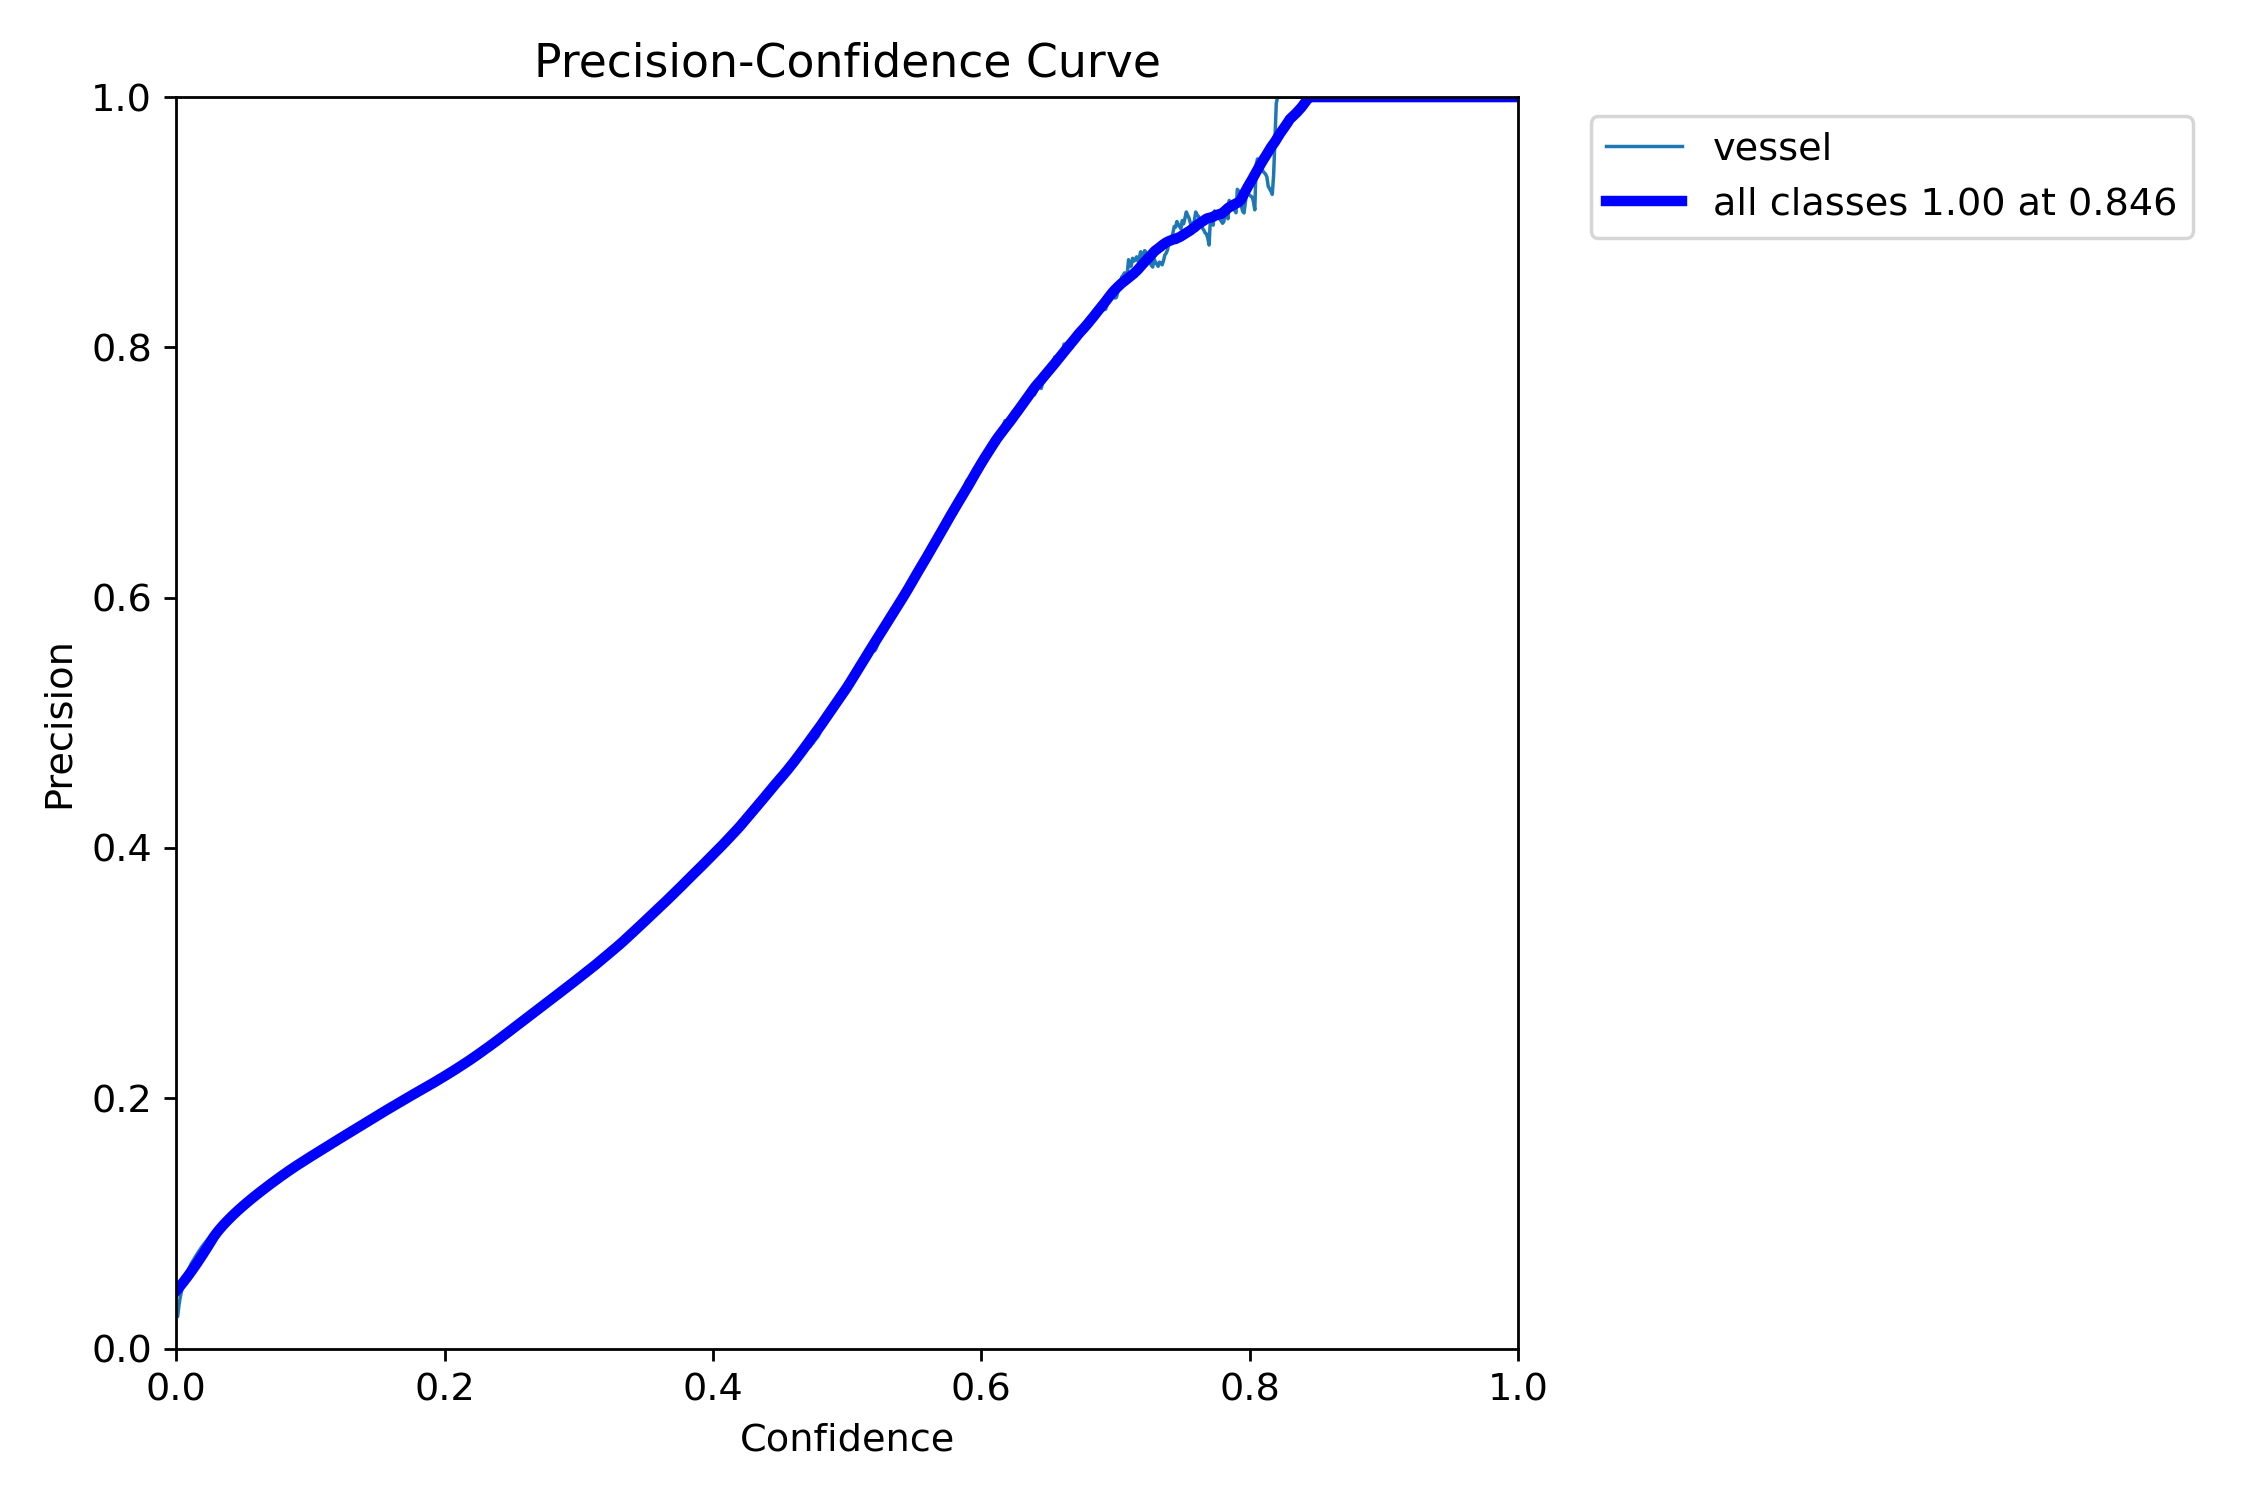 Precision-Confidence Curve
1.0
0.8
0.6
0.4
0.2
0.0
Precision
0.0 0.2 0.4 0.6 0.8 1.0
Confidence
vessel
all classes 1.00 at 0.846